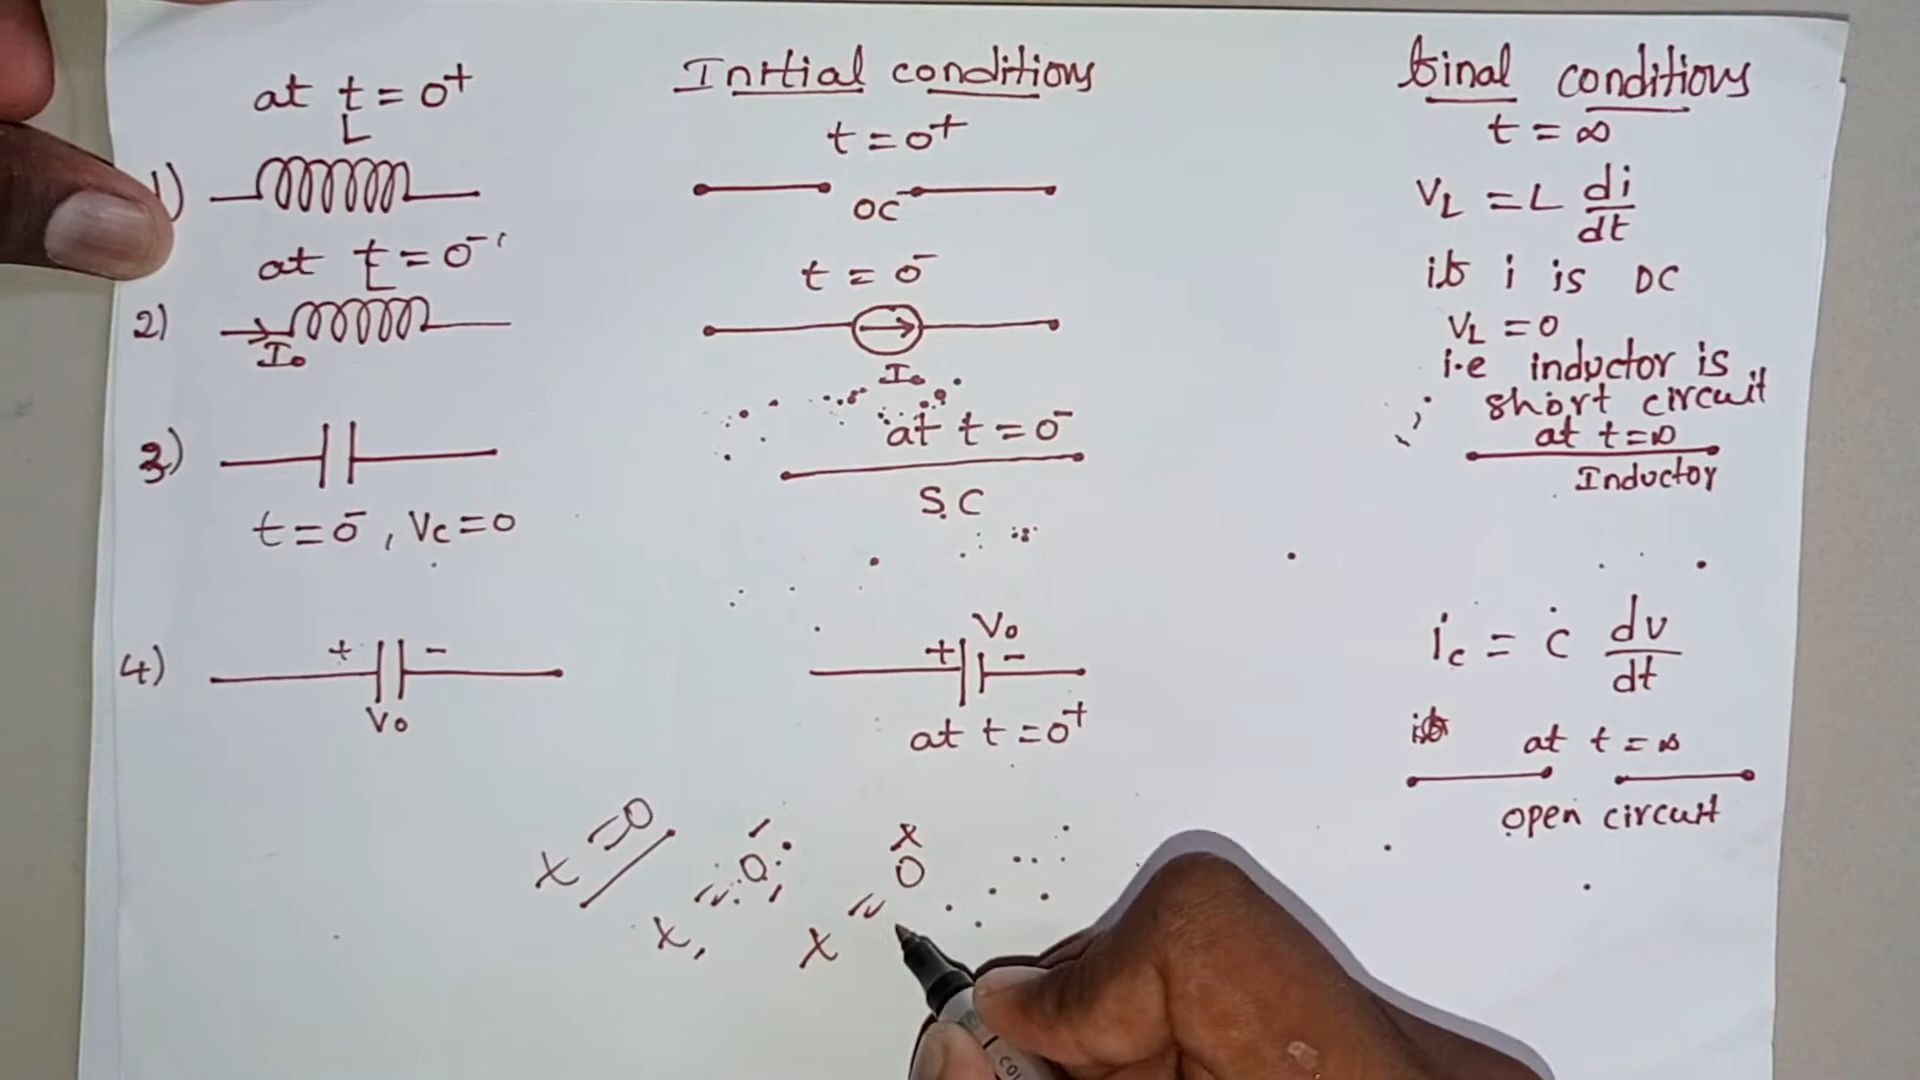 at t = 0+
L
1)
at t = 0-
L
2)
I₀
3)
t = 0-, Vc = 0
4) + -
V₀
Initial conditions
t = 0+
OC
t = 0-
I₀
at t = 0-
S.C
V₀
+ -
at t = 0+
t = 0
t = 0-
t = 0+
final conditions
t = ∞
VL = L di/dt
if i is DC
VL = 0
i.e inductor is
short circuit
at t = ∞
Inductor
ic = c dv/dt
at t = ∞
open circuit